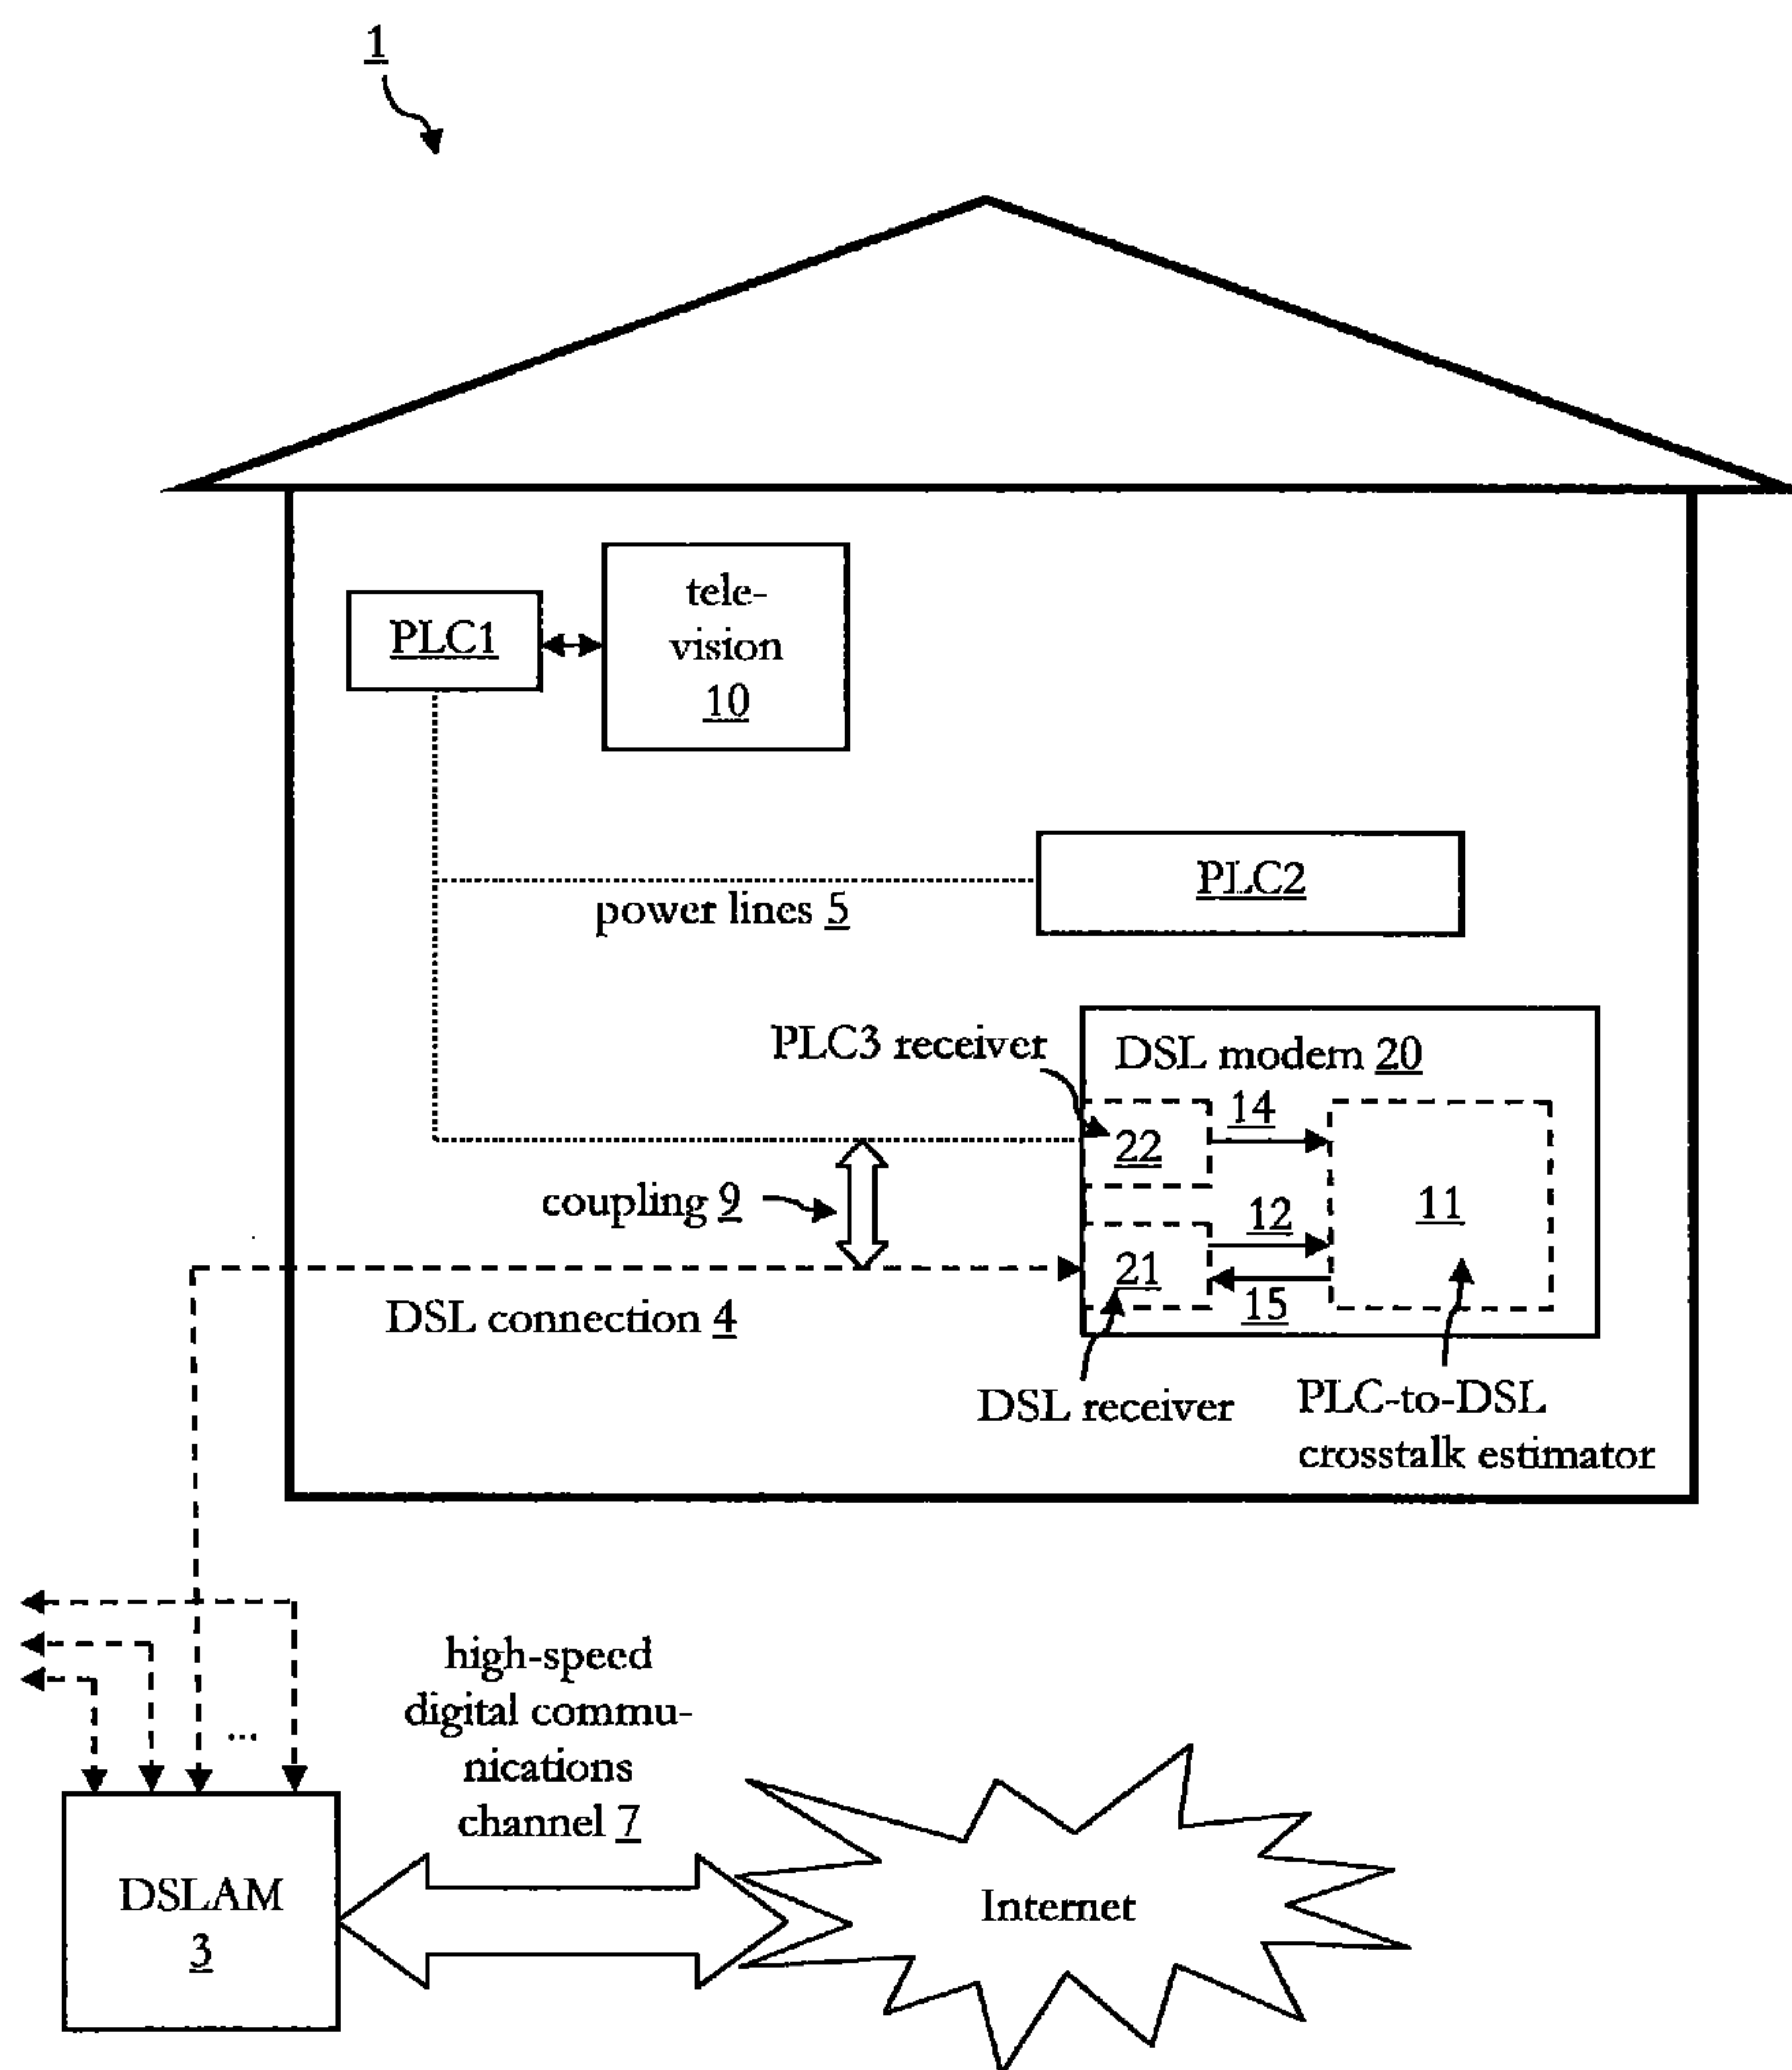 1
tele-
vision
10
PLC1
PLC2
power lines 5
PLC3 receiver
DSL modem 20
14
22
11
coupling 9
12
21
15
DSL connection 4
DSL receiver
PLC-to-DSL
crosstalk estimator
high-speed
digital commu-
nications
channel 7
...
DSLAM
3
Internet